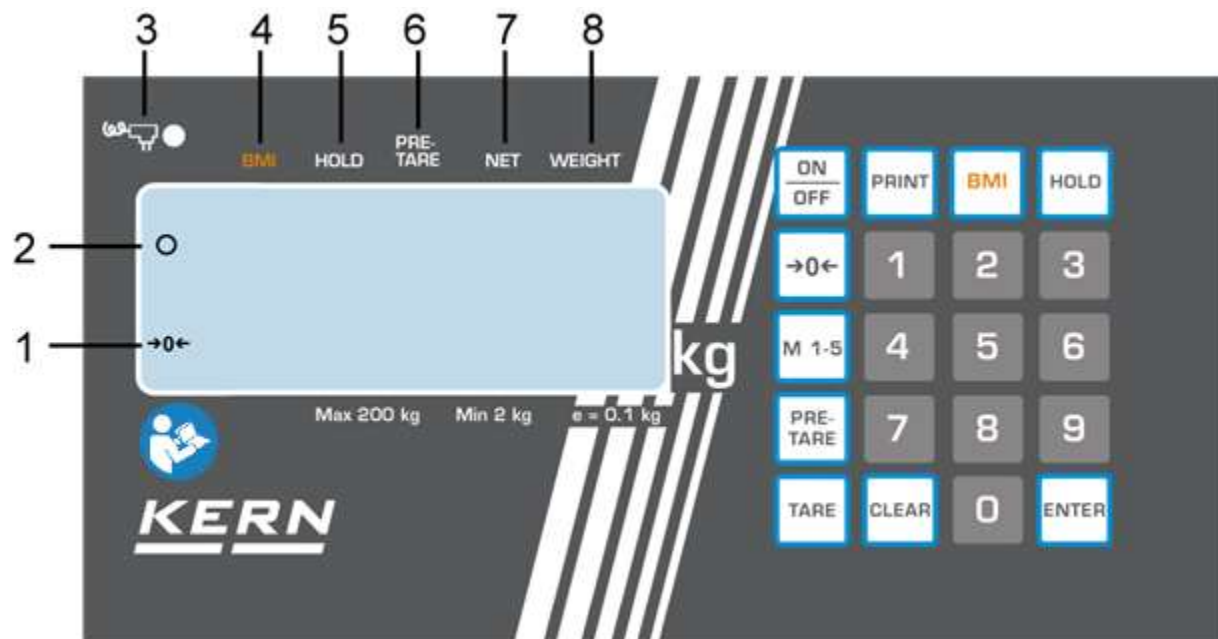 3 4 5 6 7 8
BMI HOLD PRE-TARE NET WEIGHT
2
1 →0←
kg
Max 200 kg Min 2 kg e = 0.1 kg
KERN
ON OFF PRINT BMI HOLD
→0← 1 2 3
M 1-5 4 5 6
PRE-TARE 7 8 9
TARE CLEAR 0 ENTER